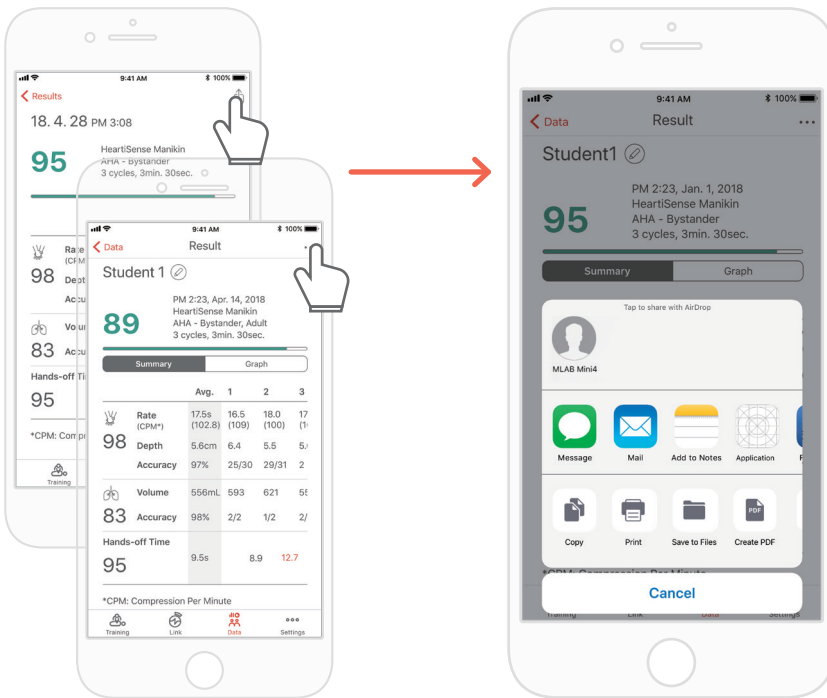 9:41 AM
100%
Results
18. 4. 28 PM 3:08
95
HeartiSense Manikin
AHA - Bystander
3 cycles, 3min. 30sec.
98
83
Hands-off
95
*CPM:
Training
9:41 AM
100%
Data
Result
Student 1
89
PM 2:23, Apr. 14, 2018
HeartiSense Manikin
AHA - Bystander, Adult
3 cycles, 3min. 30sec.
Summary
Graph
Avg. 1 2 3
Rate 17.5s 16.5 18.0
(CPM*) (102.8) (109) (100)
98 Depth 5.6cm 6.4 5.5
Accuracy 97% 25/30 29/31
Volume 556mL 593 621
83 Accuracy 98% 2/2 1/2
Hands-off Time
95
9.5s 8.9 12.7
*CPM: Compression Per Minute
Training Link Data Settings
9:41 AM
100%
Data
Result
Student1
95
PM 2:23, Jan. 1, 2018
HeartiSense Manikin
AHA - Bystander
3 cycles, 3min. 30sec.
Summary
Graph
Tap to share with AirDrop
MLAB Mini4
Message Mail Add to Notes Application
Copy Print Save to Files Create PDF
PDF
Cancel